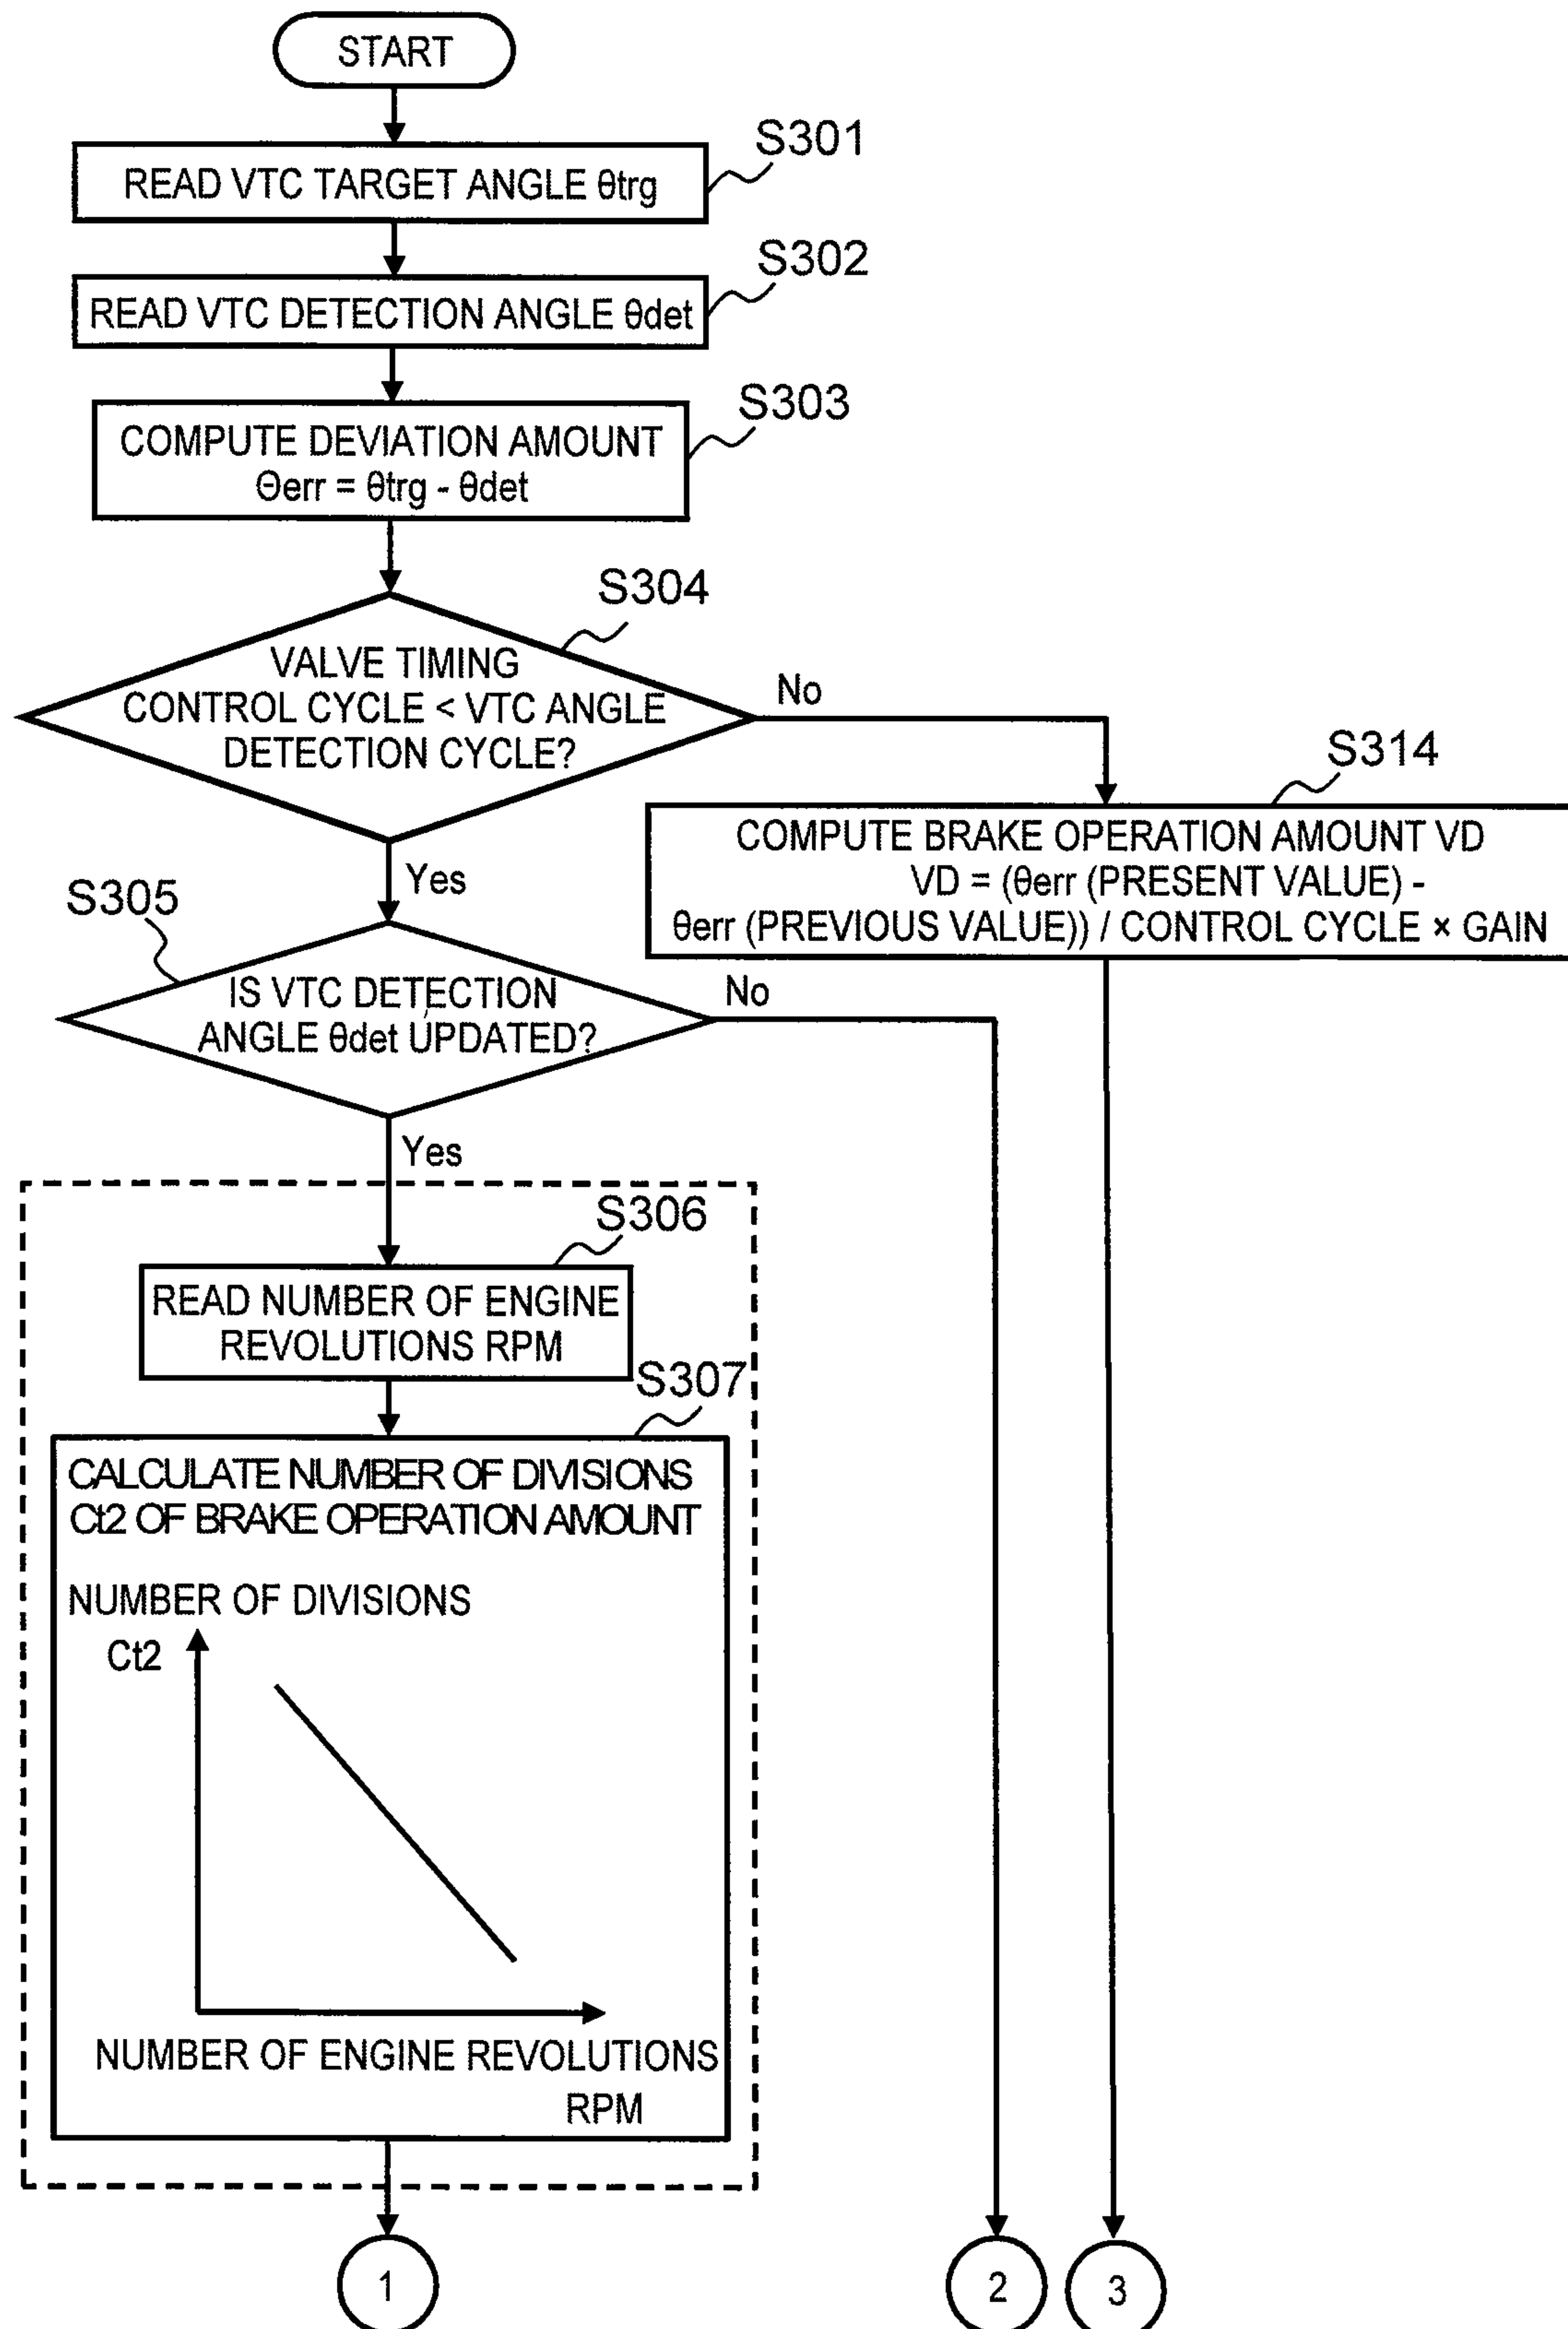 START
S301
READ VTC TARGET ANGLE θtrg
S302
READ VTC DETECTION ANGLE θdet
S303
COMPUTE DEVIATION AMOUNT
Θerr = θtrg - θdet
S304
VALVE TIMING
CONTROL CYCLE < VTC ANGLE
DETECTION CYCLE?
No
Yes
S314
COMPUTE BRAKE OPERATION AMOUNT VD
VD = (θerr (PRESENT VALUE) -
θerr (PREVIOUS VALUE)) / CONTROL CYCLE × GAIN
S305
IS VTC DETECTION
ANGLE θdet UPDATED?
No
Yes
S306
READ NUMBER OF ENGINE
REVOLUTIONS RPM
S307
CALCULATE NUMBER OF DIVISIONS
Ct2 OF BRAKE OPERATION AMOUNT
NUMBER OF DIVISIONS
Ct2
NUMBER OF ENGINE REVOLUTIONS
RPM
1
2
3